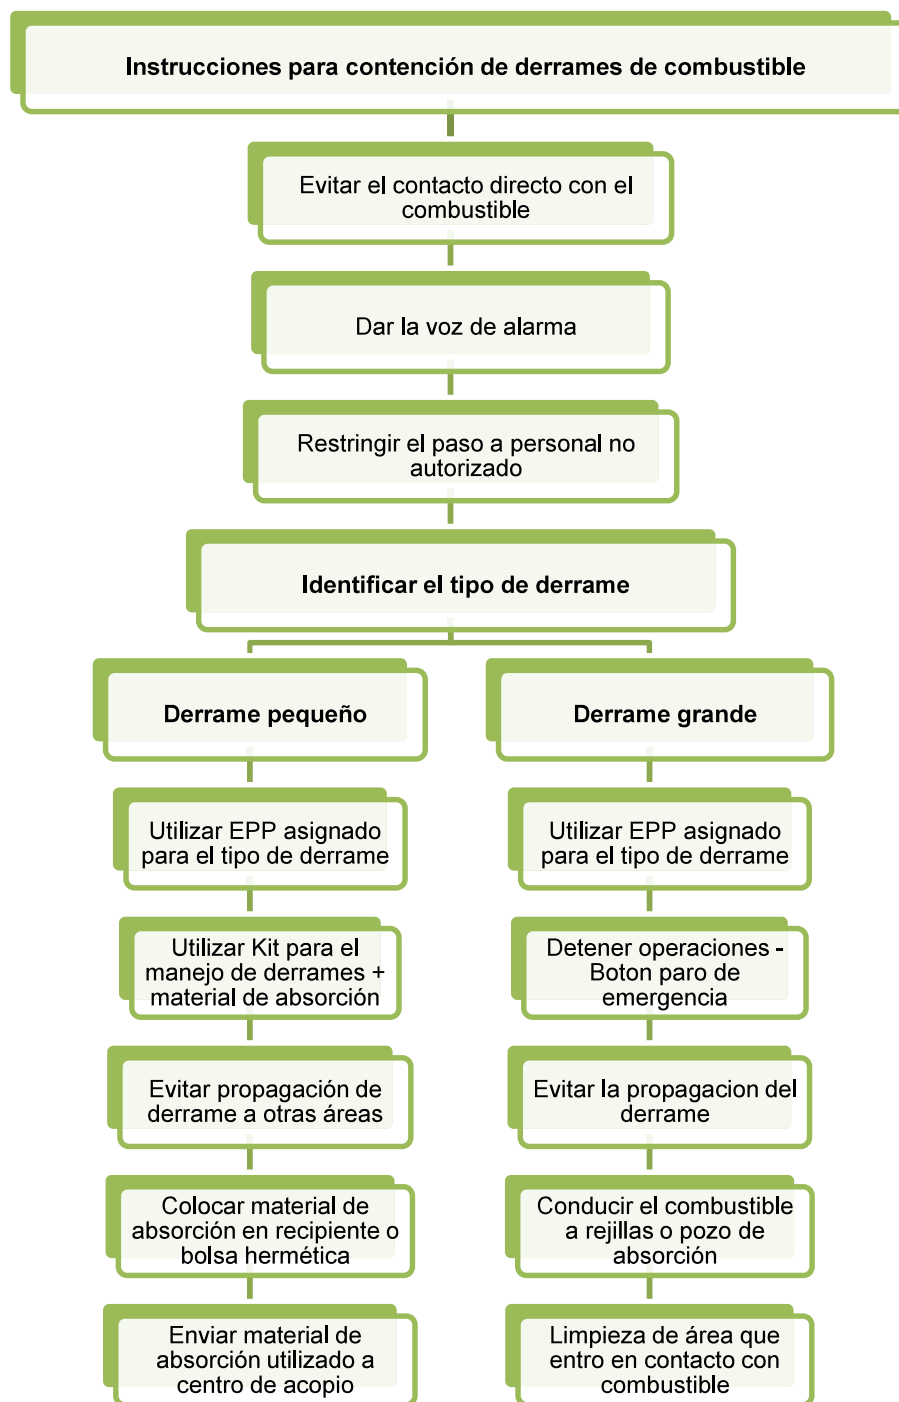 Instrucciones para contención de derrames de combustible
Evitar el contacto directo con el
combustible
Dar la voz de alarma
Restringir el paso a personal no
autorizado
Identificar el tipo de derrame
Derrame pequeño
Utilizar EPP asignado
para el tipo de derrame
Utilizar Kit para el
manejo de derrames +
material de absorción
Evitar propagación de
derrame a otras áreas
Colocar material de
absorción en recipiente o
bolsa hermética
Enviar material de
absorción utilizado a
centro de acopio
Derrame grande
Utilizar EPP asignado
para el tipo de derrame
Detener operaciones -
Boton paro de
emergencia
Evitar la propagacion del
derrame
Conducir el combustible
a rejillas o pozo de
absorción
Limpieza de área que
entro en contacto con
combustible